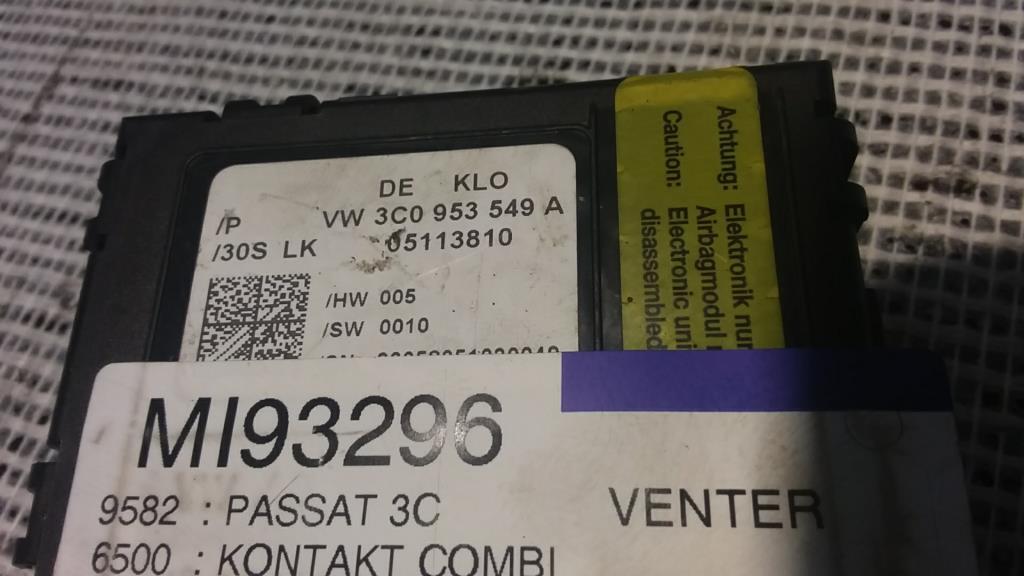 DE KLO
/P VW 3C0 953 549 A
/30S LK 05113810
/HW 005
/SW 0010
MI93296
9582 : PASSAT 3C
VENTER
6500 : KONTAKT COMBI
Achtung: Elektronik nur
Airbagmodul
Caution: Electronic unit
disassembled